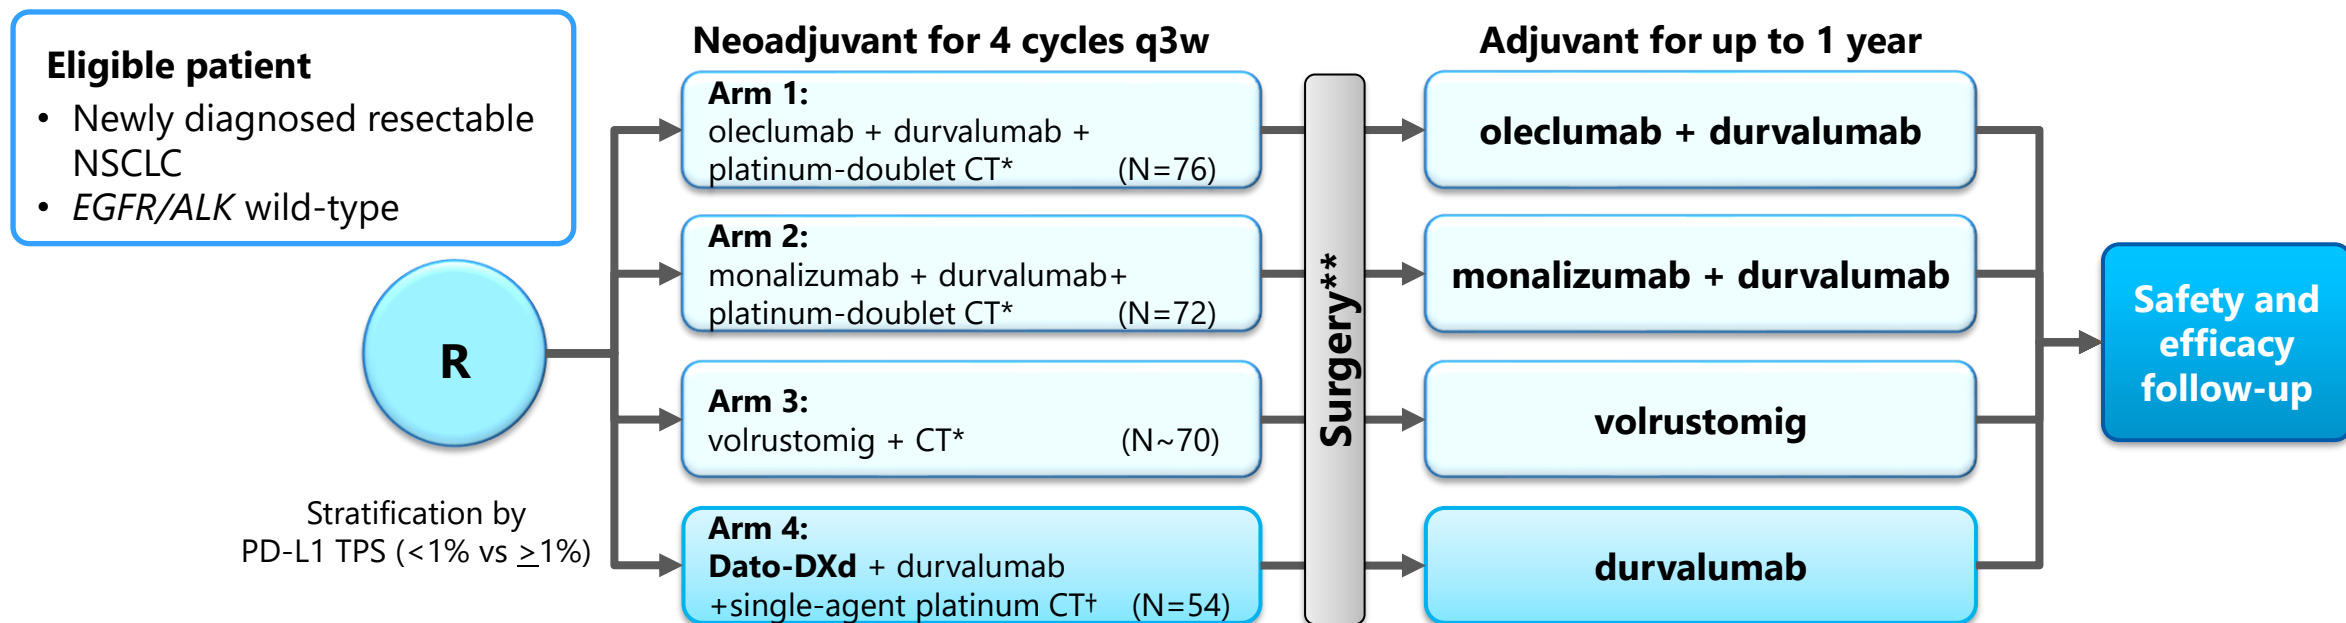 Eligible patient
• Newly diagnosed resectable
NSCLC
• EGFR/ALK wild-type
R
Stratification by
PD-L1 TPS (<1% vs ≥1%)
Neoadjuvant for 4 cycles q3w
Arm 1:
oleclumab + durvalumab +
platinum-doublet CT* (N=76)
Arm 2:
monalizumab + durvalumab+
platinum-doublet CT* (N=72)
Arm 3:
volrustomig + CT* (N~70)
Arm 4:
Dato-DXd + durvalumab
+single-agent platinum CT† (N=54)
Surgery**
Adjuvant for up to 1 year
oleclumab + durvalumab
monalizumab + durvalumab
volrustomig
durvalumab
Safety and
efficacy
follow-up